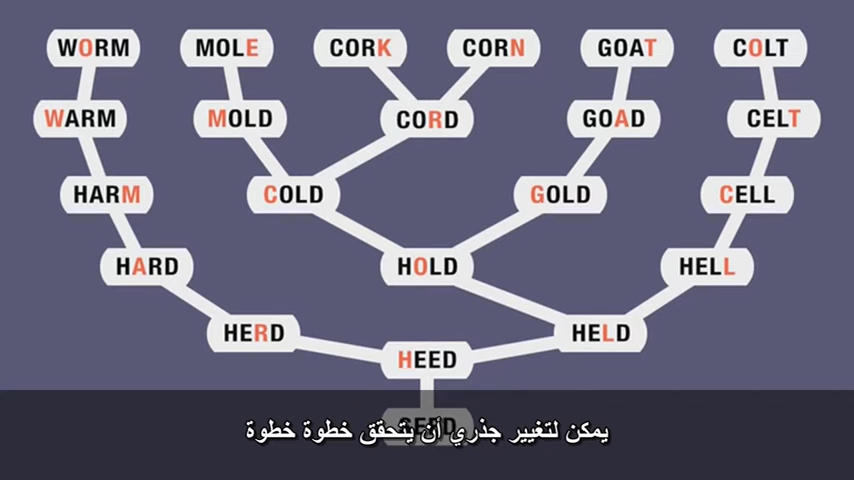 WORM MOLE CORK CORN GOAT COLT
WARM MOLD CORD GOAD CELT
HARM COLD GOLD CELL
HARD HOLD HELL
HERD HELD
HEED
يمكن لتغيير جذري أن يتحقق خطوة خطوة